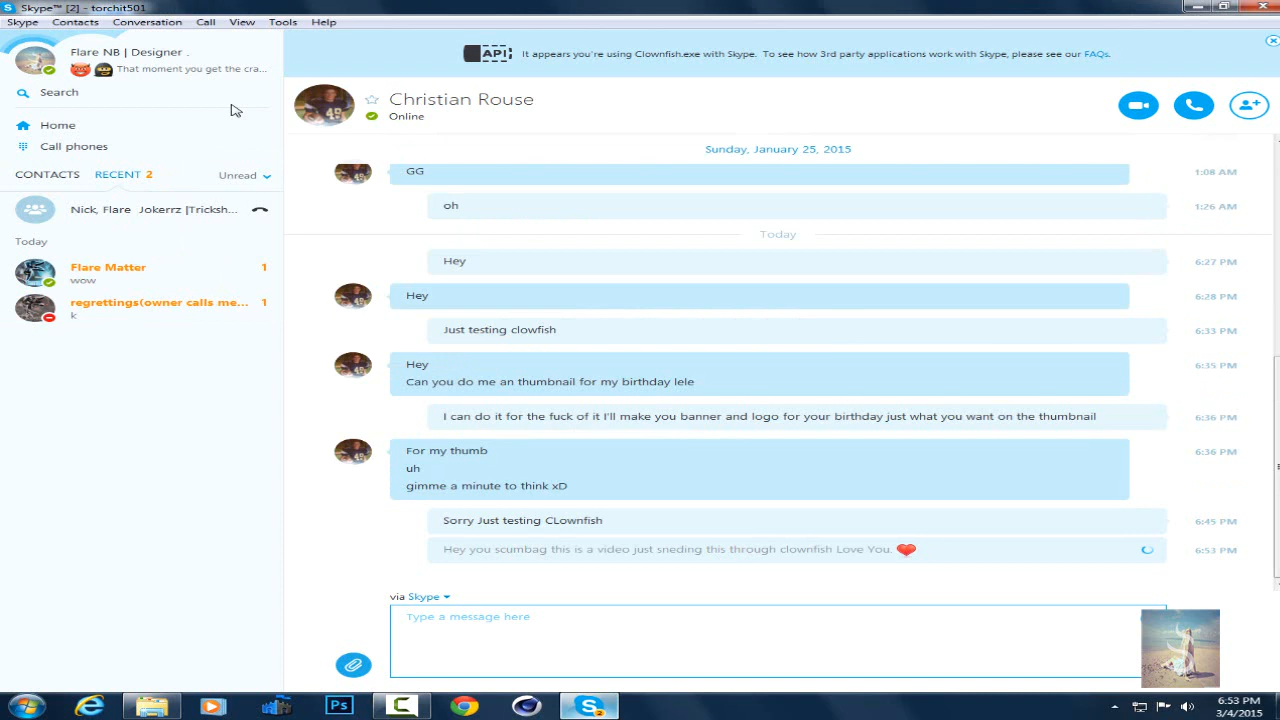 Skype™ [2] - torchit501
Skype Contacts Conversation Call View Tools Help
Flare NB | Designer .
That moment you get the cra...
Search
Home
Call phones
CONTACTS RECENT 2 Unread
Nick, Flare Jokerrz [Tricksh...
Today
Flare Matter 1
wow
regrettings(owner calls me... 1
k
API It appears you're using Clownfish.exe with Skype. To see how 3rd party applications work with Skype, please see our FAQs.
Christian Rouse
Online
Sunday, January 25, 2015
GG 1:08 AM
oh 1:26 AM
Today
Hey 6:27 PM
Hey 6:28 PM
Just testing clowfish 6:33 PM
Hey 6:35 PM
Can you do me an thumbnail for my birthday lele
I can do it for the fuck of it I'll make you banner and logo for your birthday just what you want on the thumbnail 6:36 PM
For my thumb 6:36 PM
uh
gimme a minute to think xD
Sorry Just testing CLownfish 6:45 PM
Hey you scumbag this is a video just sneding this through clownfish Love You. 6:53 PM
via Skype
Type a message here
Ps
6:53 PM
3/4/2015